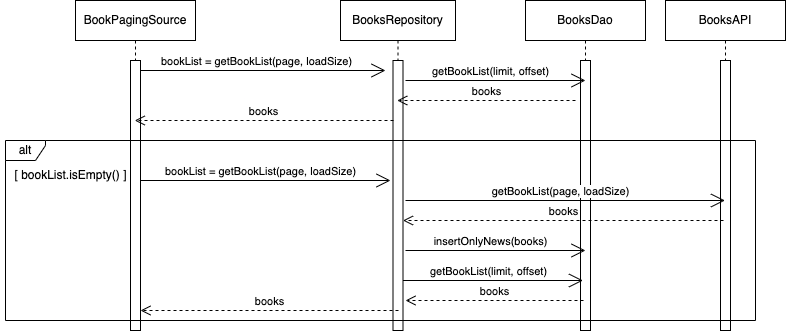 BookPagingSource
BooksRepository
BooksDao
BooksAPI
bookList = getBookList(page, loadSize)
getBookList(limit, offset)
books
books
alt
[ bookList.isEmpty() ]
bookList = getBookList(page, loadSize)
getBookList(page, loadSize)
books
insertOnlyNews(books)
getBookList(limit, offset)
books
books